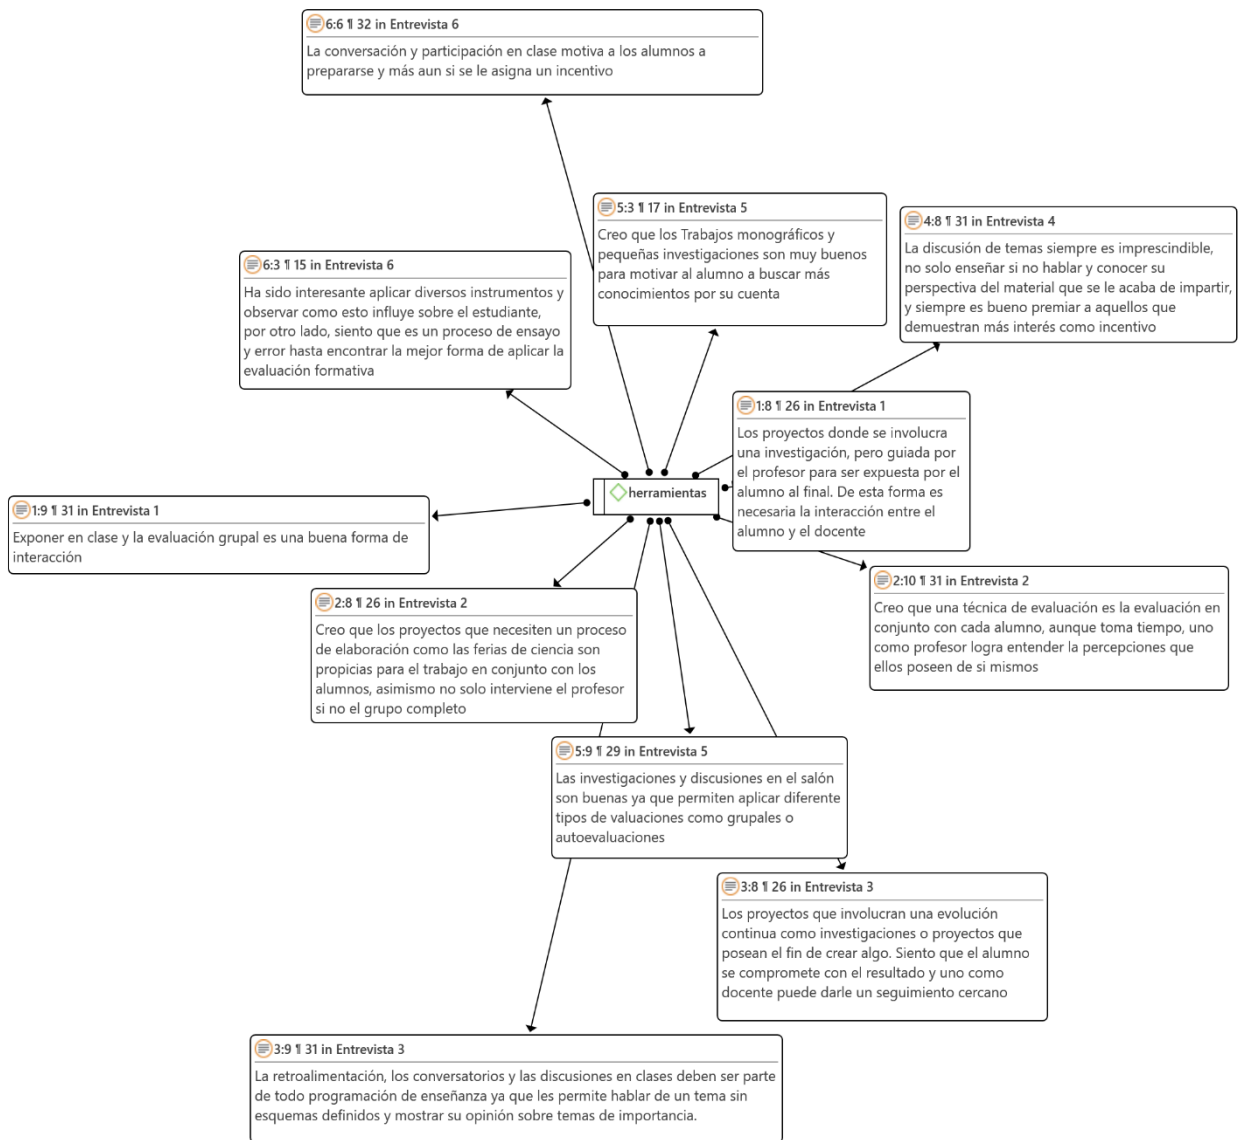 6:6 ¶ 32 in Entrevista 6
La conversación y participación en clase motiva a los alumnos a
prepararse y más aun si se le asigna un incentivo
5:3 ¶ 17 in Entrevista 5
Creo que los Trabajos monográficos y
pequeñas investigaciones son muy buenos
para motivar al alumno a buscar más
conocimientos por su cuenta
4:8 ¶ 31 in Entrevista 4
La discusión de temas siempre es imprescindible,
no solo enseñar si no hablar y conocer su
perspectiva del material que se le acaba de impartir,
y siempre es bueno premiar a aquellos que
demuestran más interés como incentivo
6:3 ¶ 15 in Entrevista 6
Ha sido interesante aplicar diversos instrumentos y
observar como esto influye sobre el estudiante,
por otro lado, siento que es un proceso de ensayo
y error hasta encontrar la mejor forma de aplicar la
evaluación formativa
1:8 ¶ 26 in Entrevista 1
Los proyectos donde se involucra
una investigación, pero guiada por
el profesor para ser expuesta por el
alumno al final. De esta forma es
necesaria la interacción entre el
alumno y el docente
herramientas
1:9 ¶ 31 in Entrevista 1
Exponer en clase y la evaluación grupal es una buena forma de
interacción
2:10 ¶ 31 in Entrevista 2
Creo que una técnica de evaluación es la evaluación en
conjunto con cada alumno, aunque toma tiempo, uno
como profesor logra entender la percepciones que
ellos poseen de si mismos
2:8 ¶ 26 in Entrevista 2
Creo que los proyectos que necesiten un proceso
de elaboración como las ferias de ciencia son
propicias para el trabajo en conjunto con los
alumnos, asimismo no solo interviene el profesor
si no el grupo completo
5:9 ¶ 29 in Entrevista 5
Las investigaciones y discusiones en el salón
son buenas ya que permiten aplicar diferente
tipos de valuaciones como grupales o
autoevaluaciones
3:8 ¶ 26 in Entrevista 3
Los proyectos que involucran una evolución
continua como investigaciones o proyectos que
posean el fin de crear algo. Siento que el alumno
se compromete con el resultado y uno como
docente puede darle un seguimiento cercano
3:9 ¶ 31 in Entrevista 3
La retroalimentación, los conversatorios y las discusiones en clases deben ser parte
de todo programación de enseñanza ya que les permite hablar de un tema sin
esquemas definidos y mostrar su opinión sobre temas de importancia.